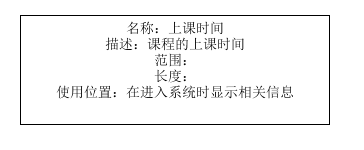 名称：上课时间
描述：课程的上课时间
范围：
长度：
使用位置：在进入系统时显示相关信息